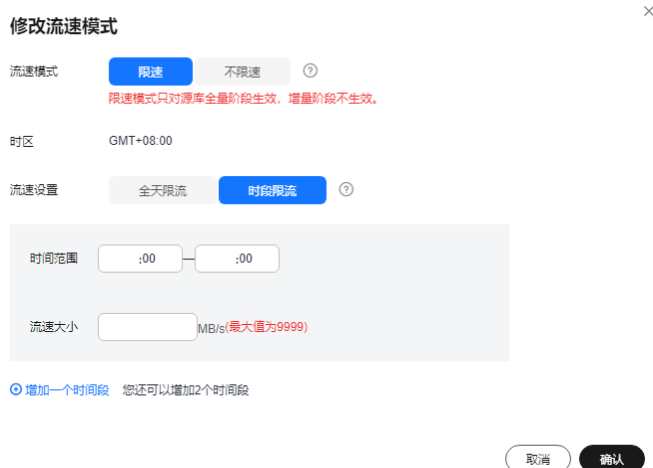 修改流速模式
流速模式 限速 不限速
限速模式只对源库全量阶段生效，增量阶段不生效。
时区 GMT+08:00
流速设置 全天限流 时段限流
时间范围 :00 — :00
流速大小 MB/s(最大值为9999)
增加一个时间段 您还可以增加2个时间段
取消 确认